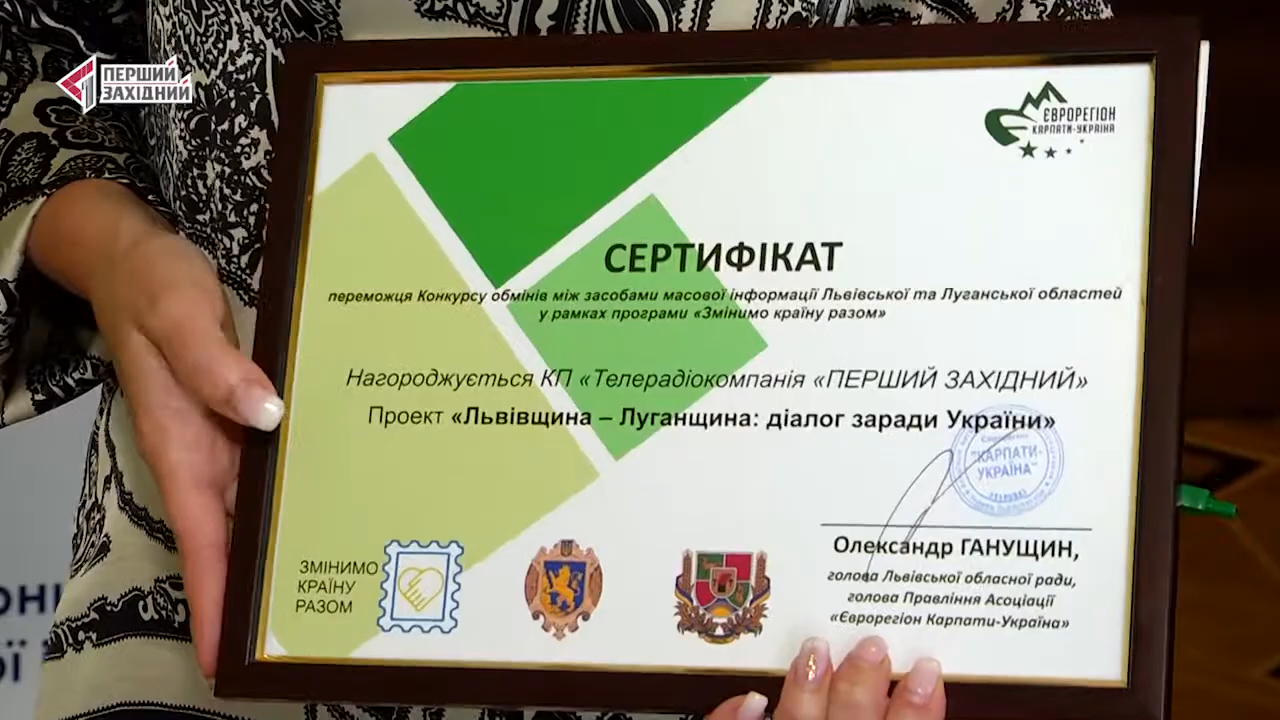 ПЕРШИЙ
ЗАХІДНИЙ
ЄВРОРЕГІОН
КАРПАТИ-УКРАЇНА
СЕРТИФІКАТ
переможця Конкурсу обмінів між засобами масової інформації Львівської та Луганської областей
у рамках програми «Змінимо країну разом»
Нагороджується КП «Телерадіокомпанія «ПЕРШИЙ ЗАХІДНИЙ»
Проект «Львівщина – Луганщина: діалог заради України»
"КАРПАТИ-
УКРАЇНА"
Олександр ГАНУЩИН,
голова Львівської обласної ради,
голова Правління Асоціації
«Єврорегіон Карпати-Україна»
ЗМІНИМО
КРАЇНУ
РАЗОМ